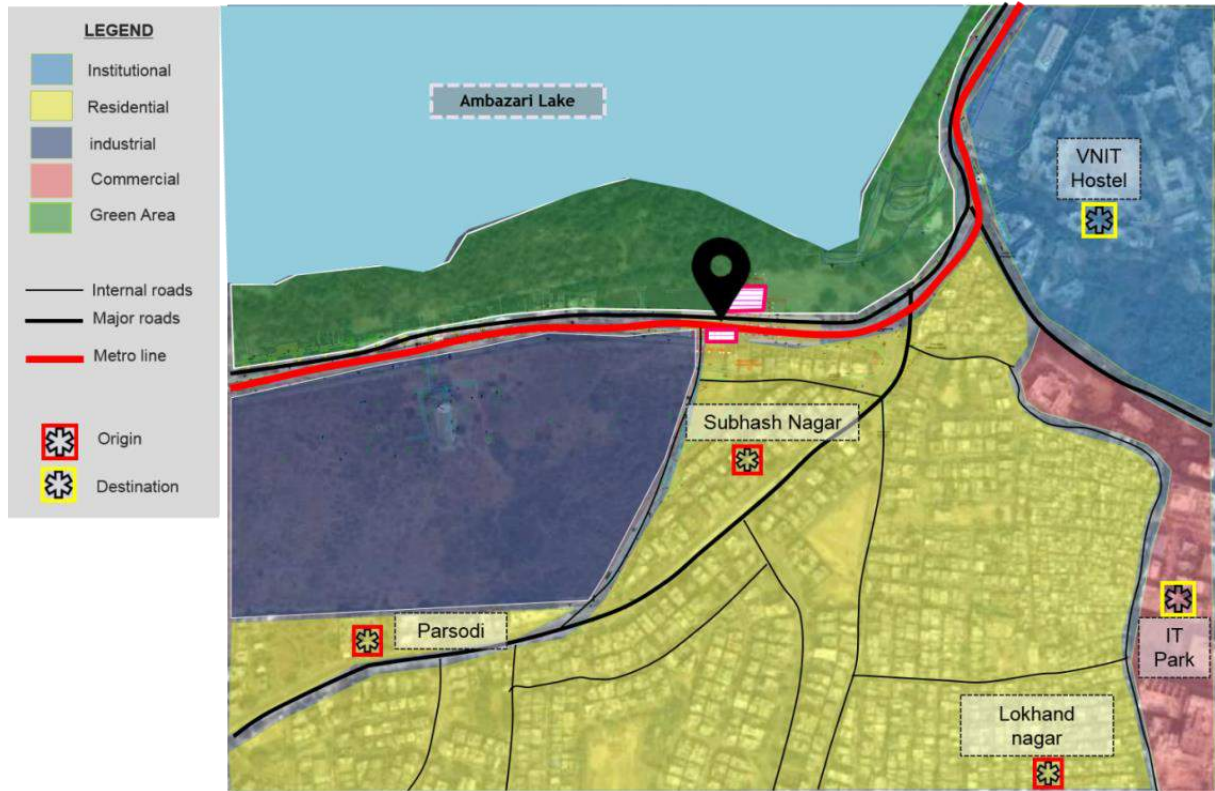 LEGEND
Institutional
Residential
industrial
Commercial
Green Area
Internal roads
Major roads
Metro line
Origin
Destination
Ambazari Lake
VNIT
Hostel
Subhash Nagar
Parsodi
IT
Park
Lokhand
nagar